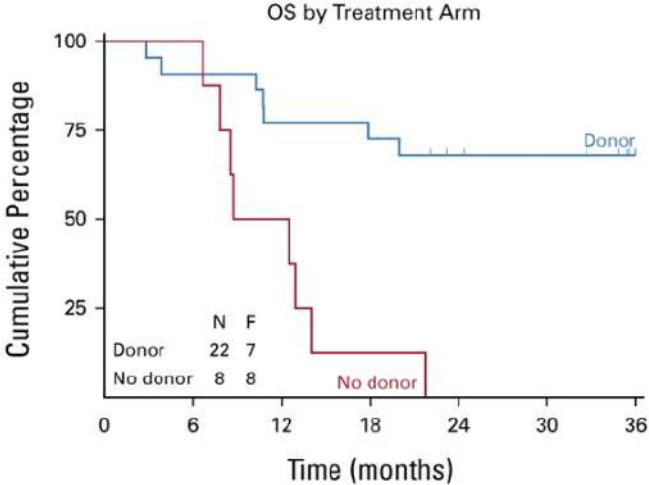 OS by Treatment Arm
Cumulative Percentage
100
75
50
25
Donor
N F
Donor 22 7
No donor 8 8
No donor
0 6 12 18 24 30 36
Time (months)